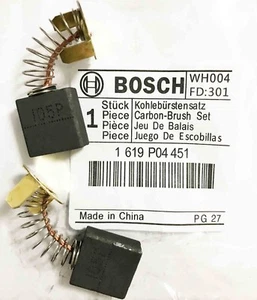 BOSCH
WH004
FD:301
1
Stück Kohlebürstensatz
Piece Carbon-Brush Set
Pièce Jeu De Balais
Pieza Juego De Escobillas
1 619 P04 451
Made in China
PG 27
105P